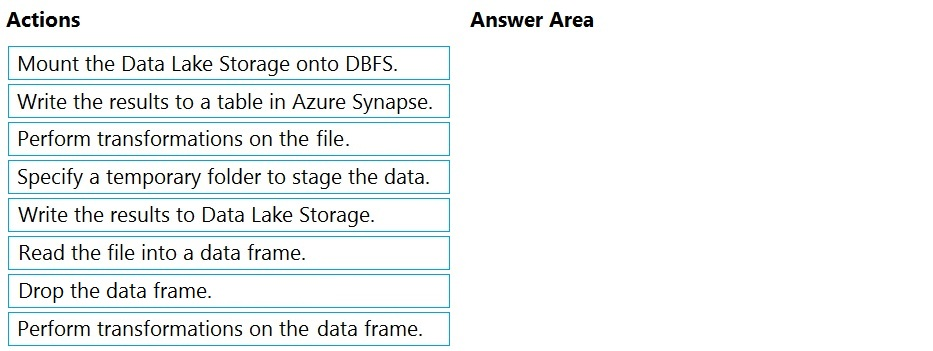 Actions
Answer Area
Mount the Data Lake Storage onto DBFS.
Write the results to a table in Azure Synapse.
Perform transformations on the file.
Specify a temporary folder to stage the data.
Write the results to Data Lake Storage.
Read the file into a data frame.
Drop the data frame.
Perform transformations on the data frame.